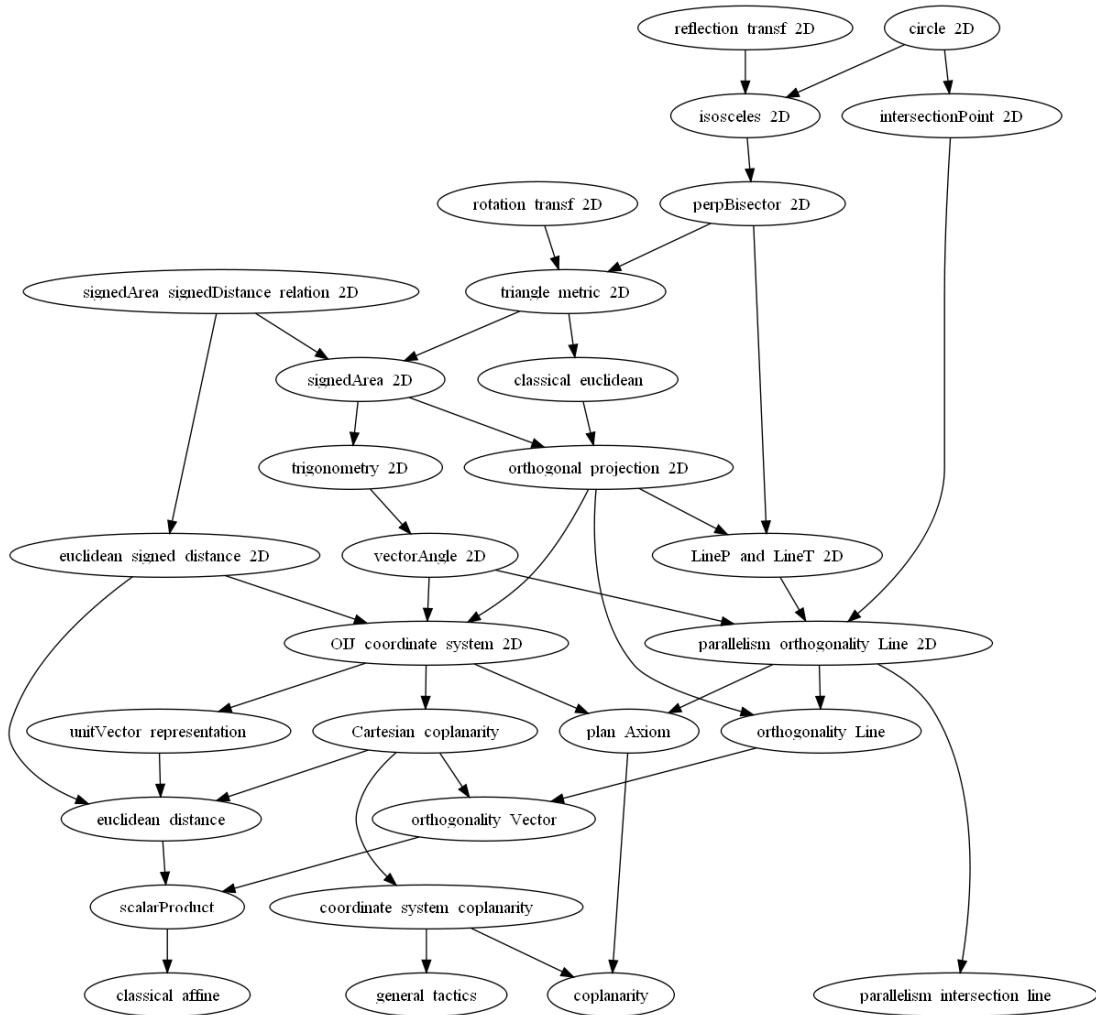 reflection transf 2D
circle 2D
isosceles 2D
intersectionPoint 2D
rotation transf 2D
perpBisector 2D
signedArea signedDistance relation 2D
triangle metric 2D
signedArea 2D
classical euclidean
trigonometry 2D
orthogonal projection 2D
euclidean signed distance 2D
vectorAngle 2D
LineP and LineT 2D
OIJ coordinate system 2D
parallelism orthogonality Line 2D
unitVector representation
Cartesian coplanarity
plan Axiom
orthogonality Line
euclidean distance
orthogonality Vector
scalarProduct
coordinate system coplanarity
classical affine
general tactics
coplanarity
parallelism intersection line